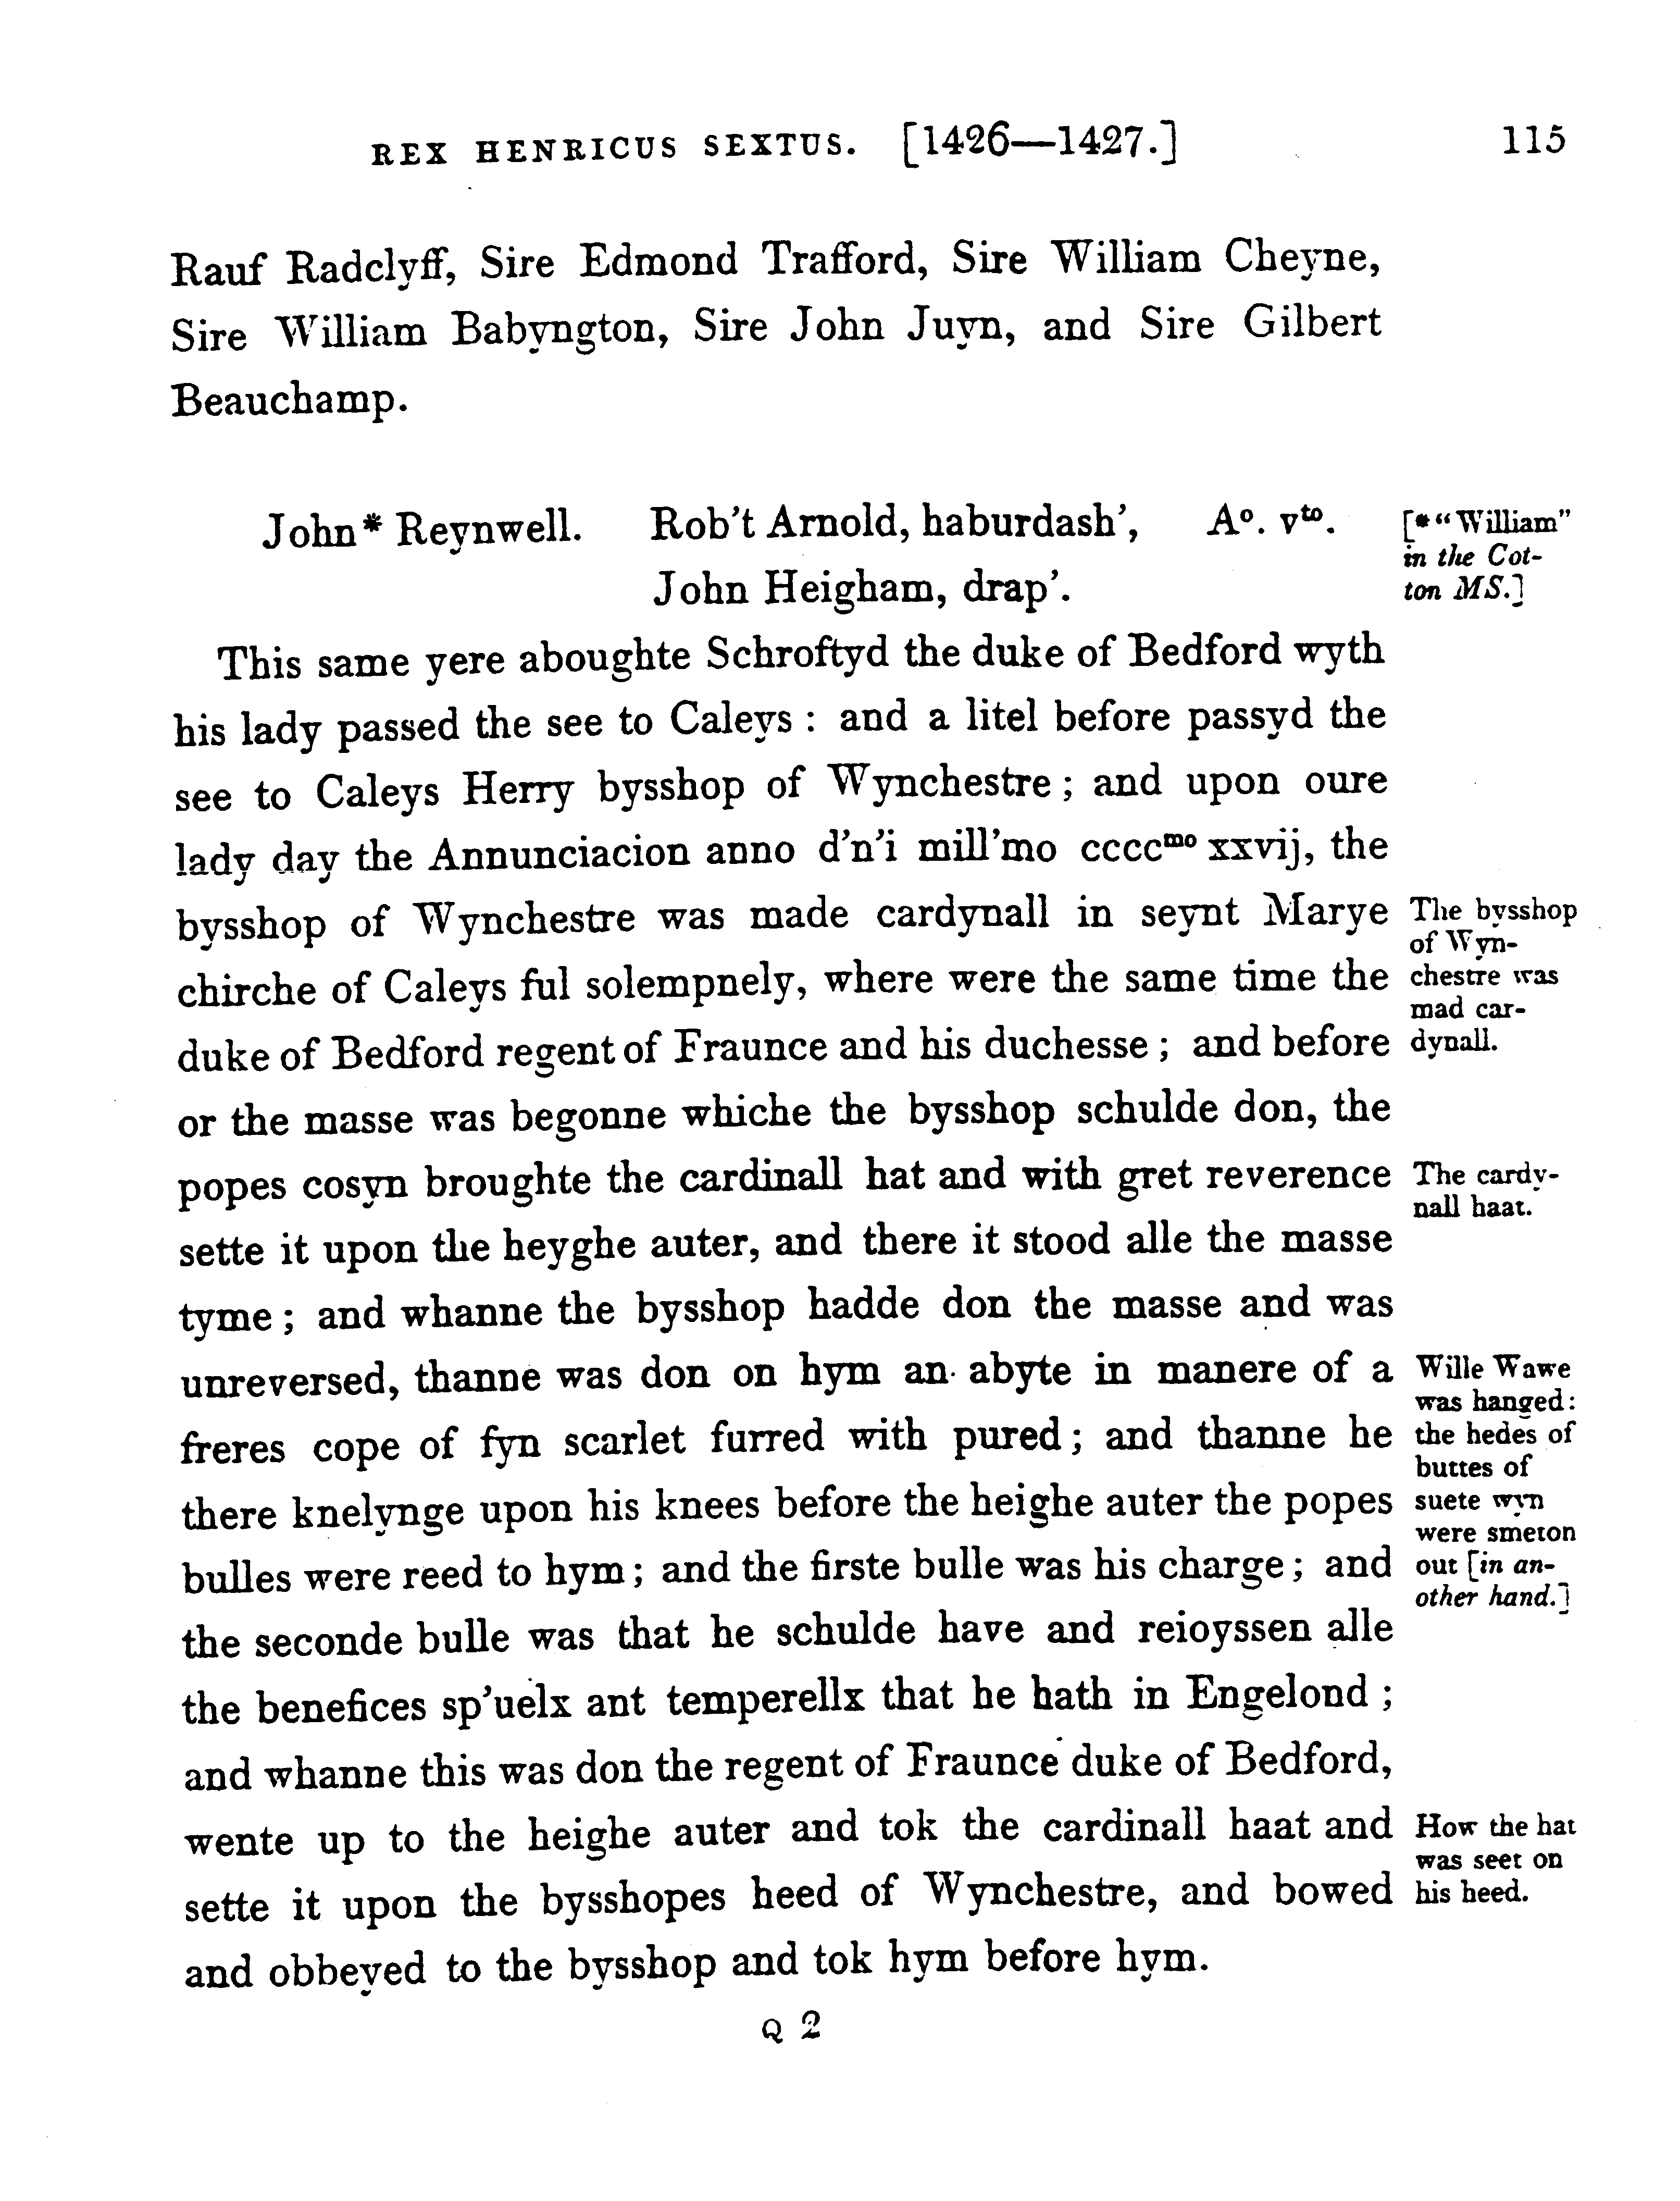 REX HENRICUS SEXTUS. [1426—1427.] 115
Rauf Radclyff, Sire Edmond Trafford, Sire William Cheyne,
Sire William Babyngton, Sire John Juyn, and Sire Gilbert
Beauchamp.
John* Reynwell. Rob't Arnold, haburdash', Aº. vᵗᵒ.
John Heigham, drap'.
[*"William"
in the Cot-
ton MS.]
This same yere aboughte Schroftyd the duke of Bedford wyth
his lady passed the see to Caleys : and a litel before passyd the
see to Caleys Herry bysshop of Wynchestre ; and upon oure
lady day the Annunciacion anno d'n'i mill'mo ccccᵐᵒ xxvij, the
bysshop of Wynchestre was made cardynall in seynt Marye
chirche of Caleys ful solempnely, where were the same time the
duke of Bedford regent of Fraunce and his duchesse ; and before
or the masse was begonne whiche the bysshop schulde don, the
popes cosyn broughte the cardinall hat and with gret reverence
sette it upon the heyghe auter, and there it stood alle the masse
tyme ; and whanne the bysshop hadde don the masse and was
unreversed, thanne was don on hym an abyte in manere of a
freres cope of fyn scarlet furred with pured ; and thanne he
there knelynge upon his knees before the heighe auter the popes
bulles were reed to hym ; and the firste bulle was his charge ; and
the seconde bulle was that he schulde have and reioyssen alle
the benefices sp'uelx ant temperellx that he hath in Engelond ;
and whanne this was don the regent of Fraunce duke of Bedford,
wente up to the heighe auter and tok the cardinall haat and
sette it upon the bysshopes heed of Wynchestre, and bowed
and obbeyed to the bysshop and tok hym before hym.
The bysshop
of Wyn-
chestre was
mad car-
dynall.
The cardy-
nall haat.
Wille Wawe
was hanged:
the hedes of
buttes of
suete wyn
were smeton
out [in an-
other hand.]
How the hat
was seet on
his heed.
Q 2